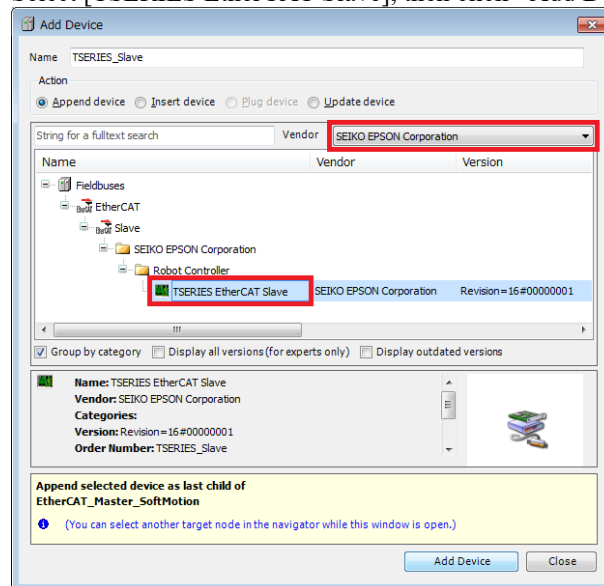 Add Device
Name TSERIES_Slave
Action
Append device Insert device Plug device Update device
String for a fulltext search Vendor SEIKO EPSON Corporation
Name Vendor Version
Fieldbuses
EtherCAT
Slave
SEIKO EPSON Corporation
Robot Controller
TSERIES EtherCAT Slave SEIKO EPSON Corporation Revision=16#00000001
Group by category Display all versions (for experts only) Display outdated versions
Name: TSERIES EtherCAT Slave
Vendor: SEIKO EPSON Corporation
Categories:
Version: Revision=16#00000001
Order Number: TSERIES_Slave
Append selected device as last child of
EtherCAT_Master_SoftMotion
(You can select another target node in the navigator while this window is open.)
Add Device Close